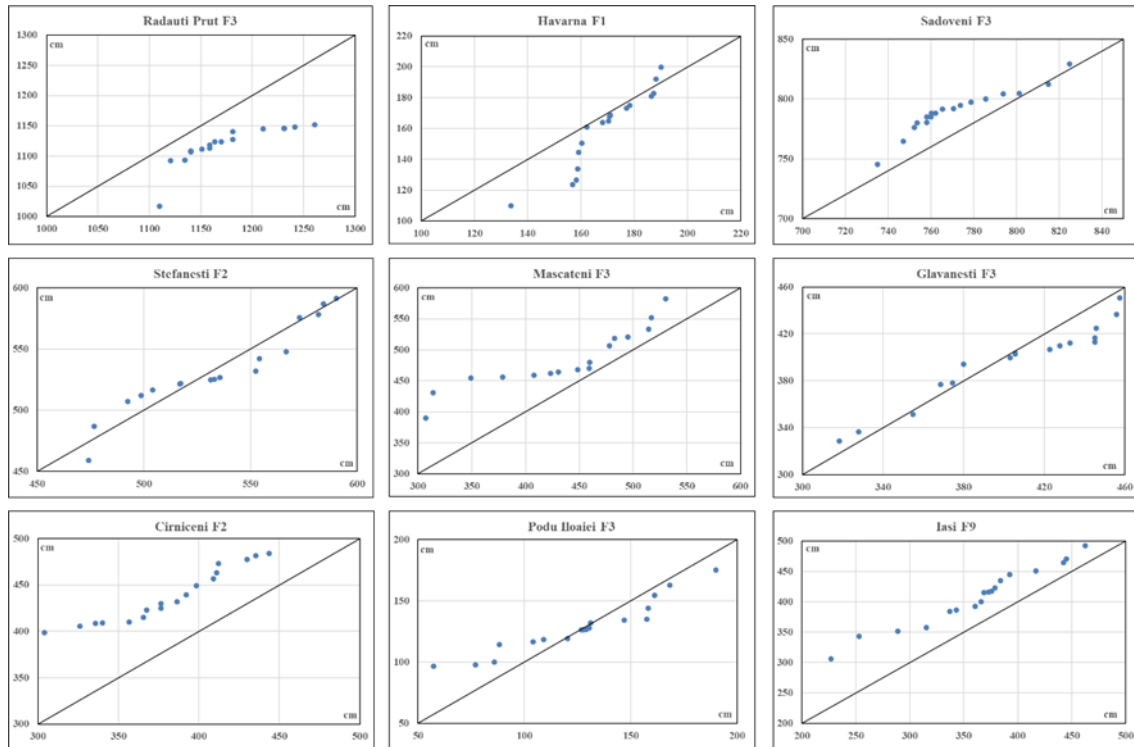 Radauti Prut F3
1300
cm
1250
1200
1150
1100
1050
1000
cm
1000 1050 1100 1150 1200 1250 1300
Havarna F1
220
cm
200
180
160
140
120
100
cm
100 120 140 160 180 200 220
Sadoveni F3
850
cm
800
750
700
cm
700 720 740 760 780 800 820 840
Stefanesti F2
600
cm
550
500
450
cm
450 500 550 600
Mascateni F3
600
cm
550
500
450
400
350
300
cm
300 350 400 450 500 550 600
Glavanesti F3
460
cm
420
380
340
300
cm
300 340 380 420 460
Cirniceni F2
500
cm
450
400
350
300
cm
300 350 400 450 500
Podu Iloaiei F3
200
cm
150
100
50
cm
50 100 150 200
Iasi F9
500
cm
450
400
350
300
250
200
cm
200 250 300 350 400 450 500